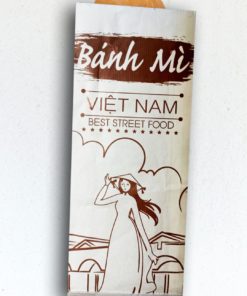 Bánh Mì
VIỆT NAM
BEST STREET FOOD